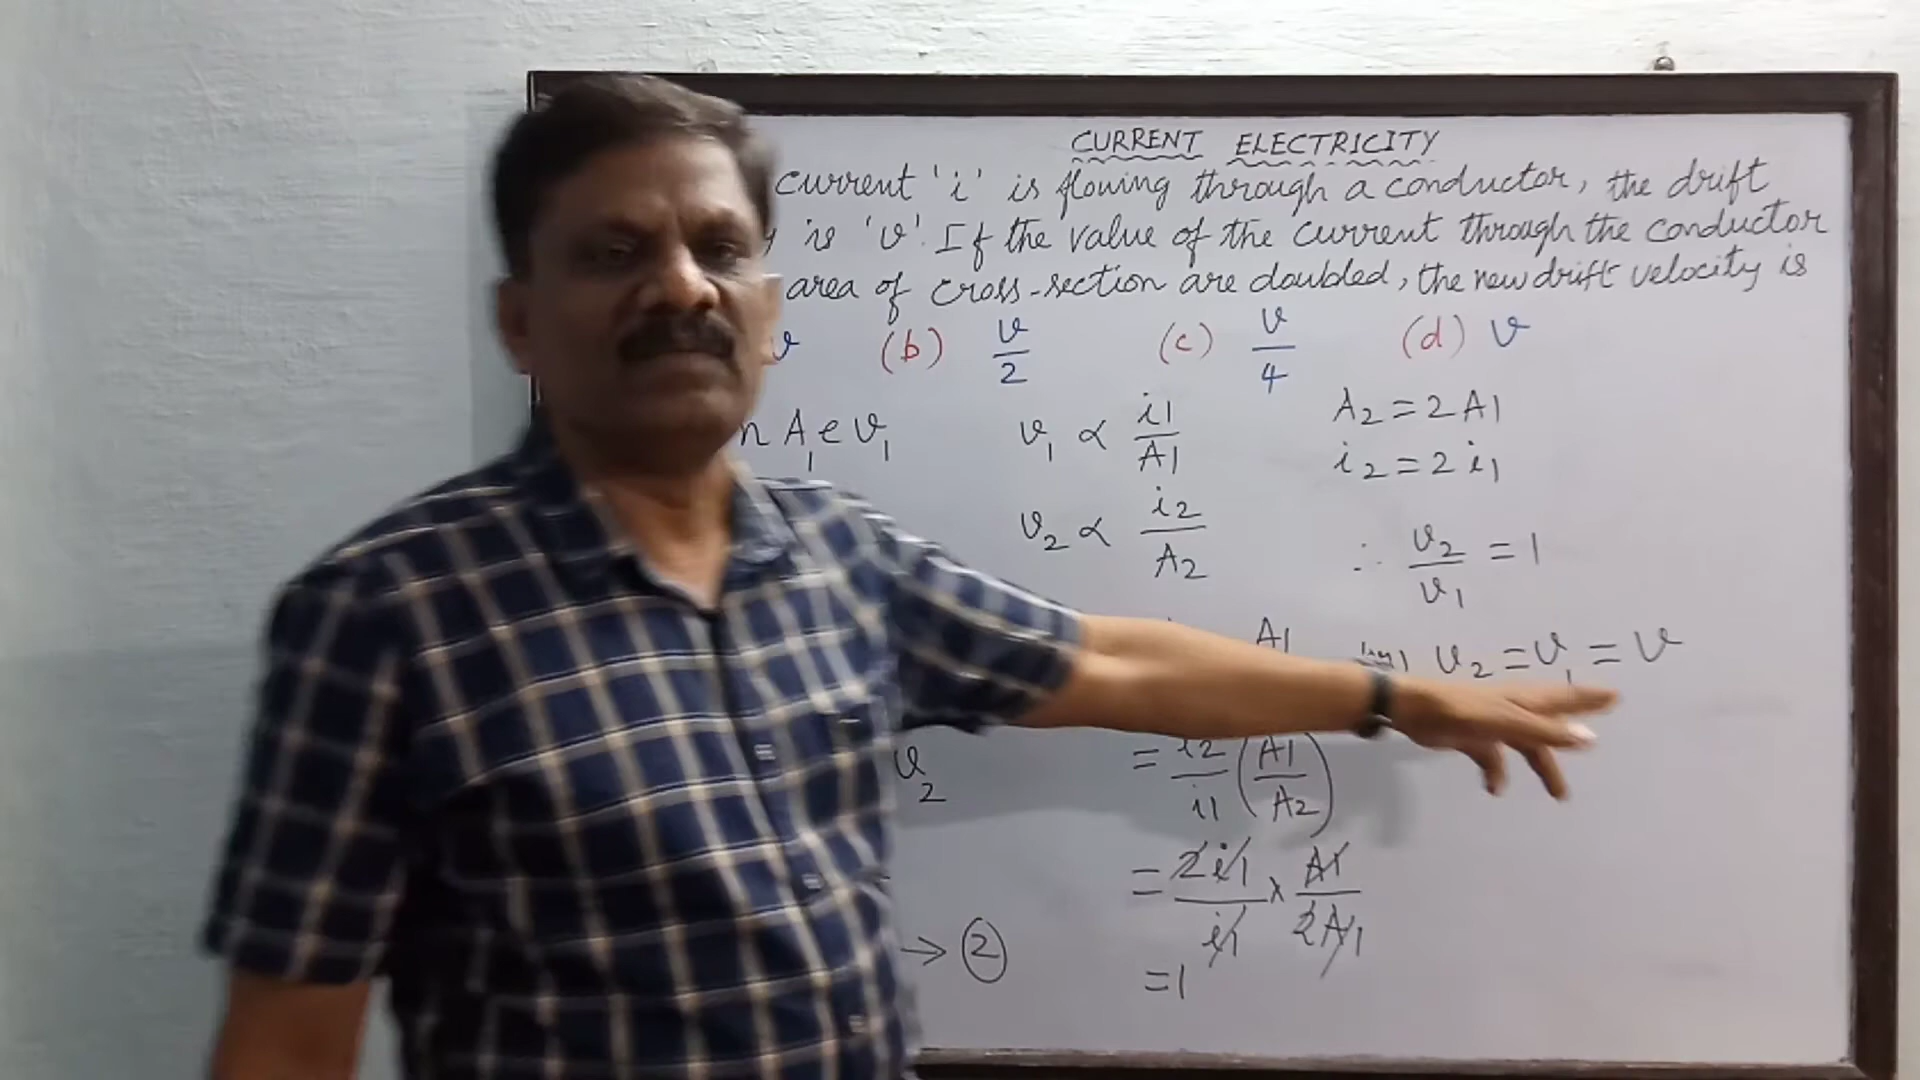 CURRENT ELECTRICITY
current 'i' is flowing through a conductor, the drift
y is 'v'. If the value of the current through the conductor
area of cross-section are doubled, the new drift velocity is
v (b) v/2 (c) v/4 (d) v
n A1 e v1
v1 ∝ i1/A1
v2 ∝ i2/A2
A1
= i2/i1 (A1/A2)
= 2i1/i1 x A1/2A1
= 1
v2
→ ②
A2 = 2A1
i2 = 2i1
∴ v2/v1 = 1
v2 = v1 = v